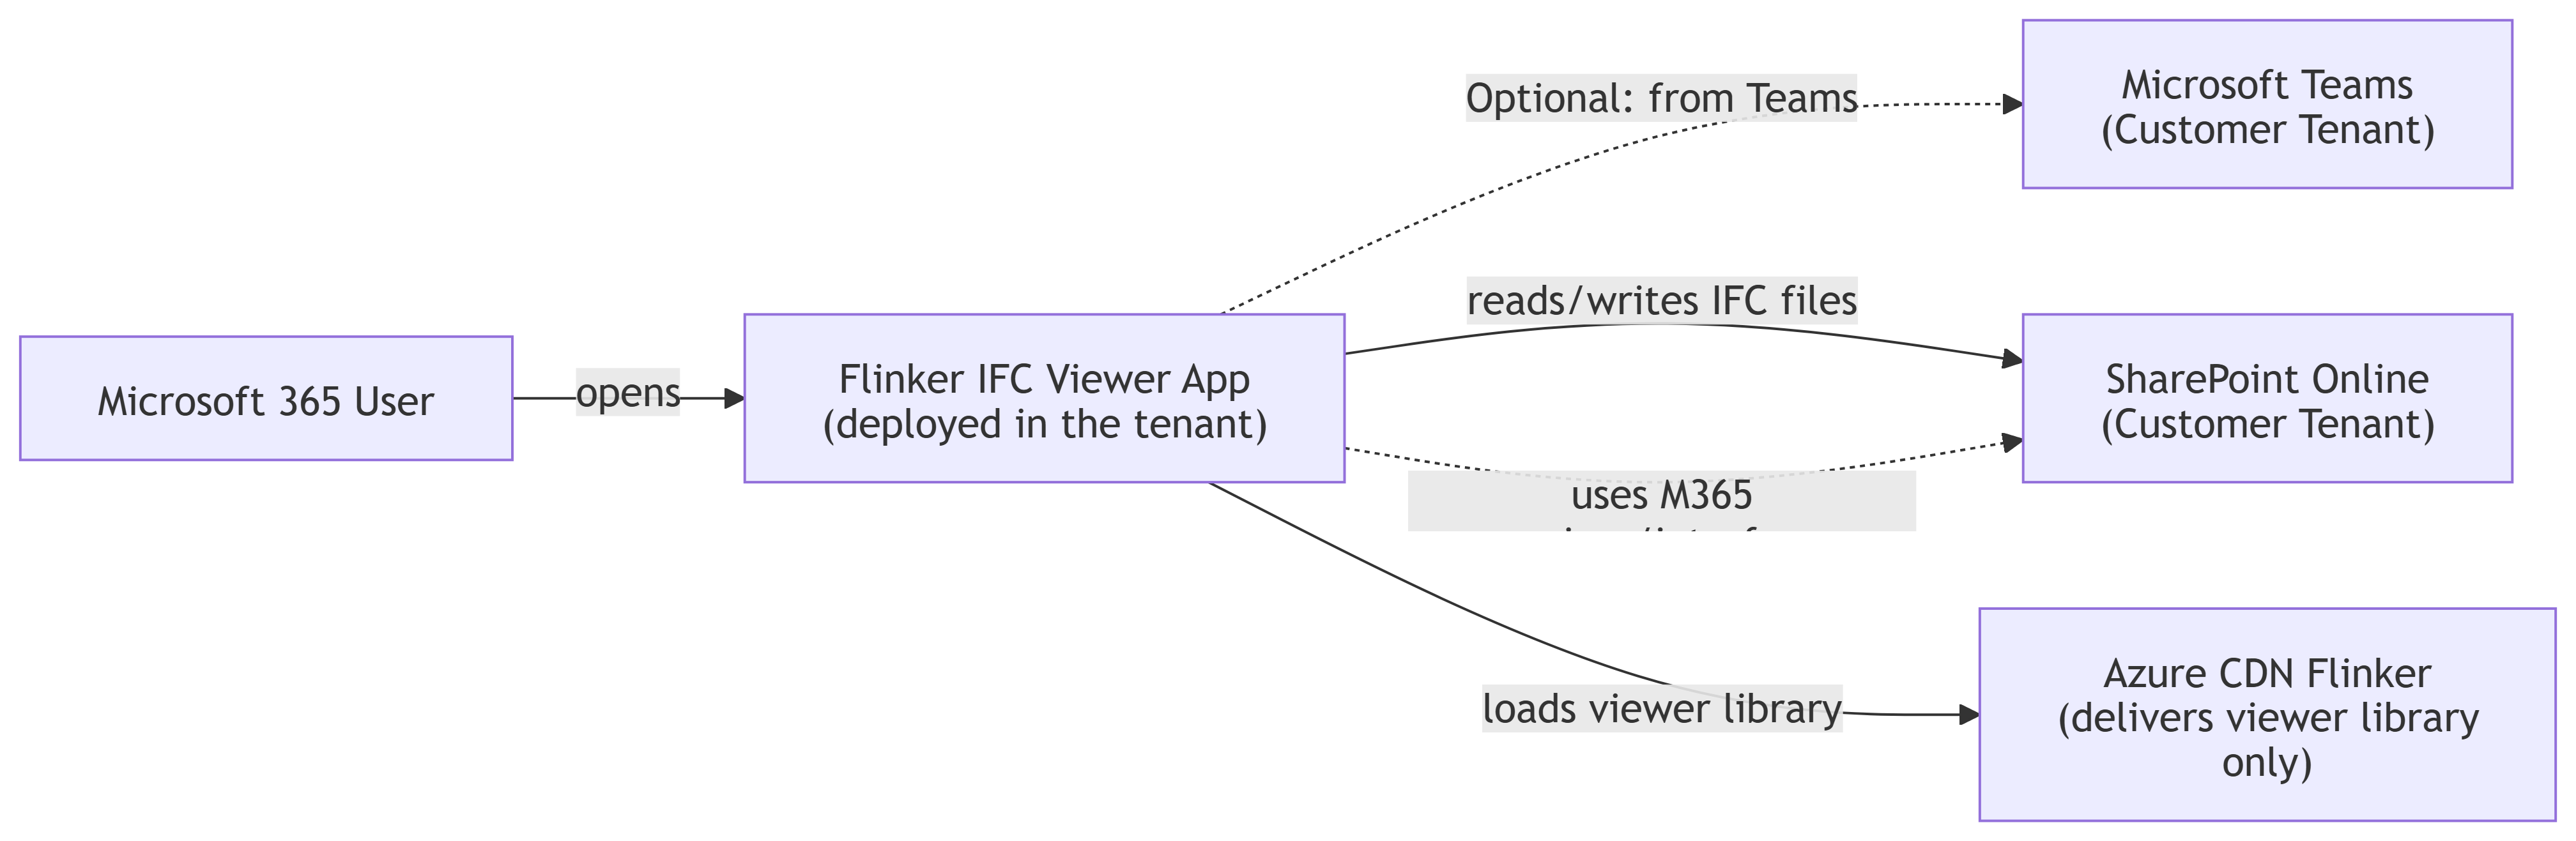 Microsoft 365 User
opens
Flinker IFC Viewer App
(deployed in the tenant)
Optional: from Teams
reads/writes IFC files
uses M365
loads viewer library
Microsoft Teams
(Customer Tenant)
SharePoint Online
(Customer Tenant)
Azure CDN Flinker
(delivers viewer library
only)